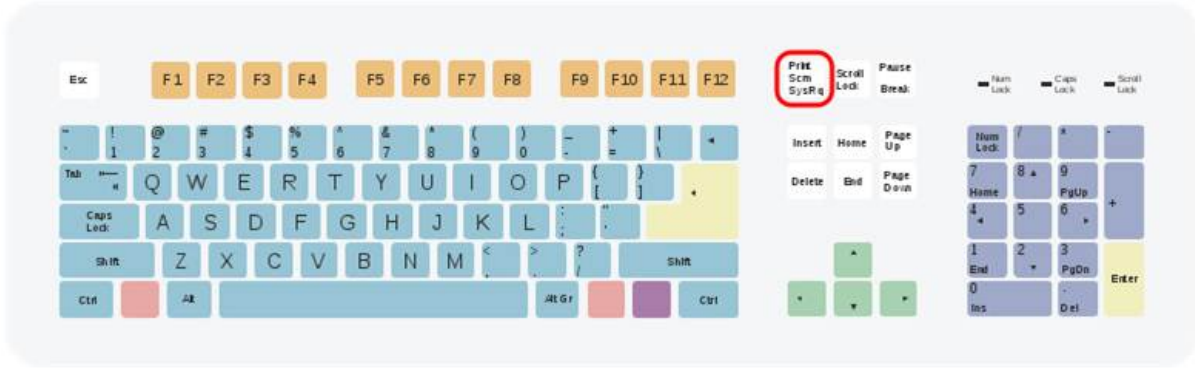 Esc F1 F2 F3 F4 F5 F6 F7 F8 F9 F10 F11 F12
Print
Scrn
SysRq
Scroll
Lock
Pause
Break
Num
Lock
Caps
Lock
Scroll
Lock
~ ! @ # $ % ^ & * ( ) _ + |
` 1 2 3 4 5 6 7 8 9 0 - = \
Insert Home Page
Up
Num
Lock
/ * -
Tab Q W E R T Y U I O P { }
[ ]
Delete End Page
Down
7 8 9 +
Home PgUp
Caps
Lock
A S D F G H J K L : "
; '
4 5 6
Shift Z X C V B N M < > ? Shift
, . /
1 2 3
End PgDn
Enter
Ctrl Alt Alt Gr Ctrl
0 .
Ins Del